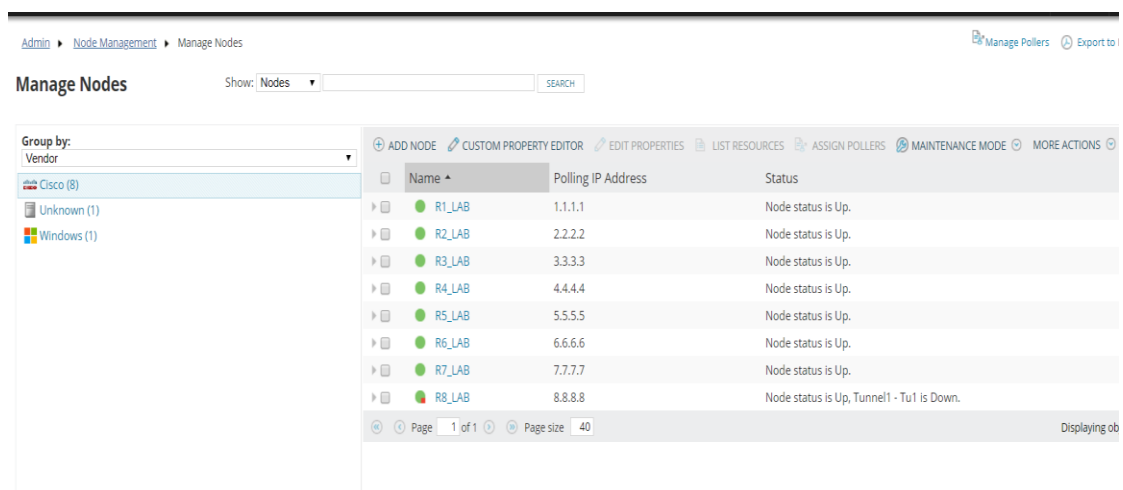 Admin ▸ Node Management ▸ Manage Nodes
Manage Pollers Export to
Manage Nodes
Show: Nodes SEARCH
Group by:
Vendor
Cisco (8)
Unknown (1)
Windows (1)
ADD NODE CUSTOM PROPERTY EDITOR EDIT PROPERTIES LIST RESOURCES ASSIGN POLLERS MAINTENANCE MODE MORE ACTIONS
Name Polling IP Address Status
R1_LAB 1.1.1.1 Node status is Up.
R2_LAB 2.2.2.2 Node status is Up.
R3_LAB 3.3.3.3 Node status is Up.
R4_LAB 4.4.4.4 Node status is Up.
R5_LAB 5.5.5.5 Node status is Up.
R6_LAB 6.6.6.6 Node status is Up.
R7_LAB 7.7.7.7 Node status is Up.
R8_LAB 8.8.8.8 Node status is Up, Tunnel1 - Tu1 is Down.
Page 1 of 1 Page size 40
Displaying ob